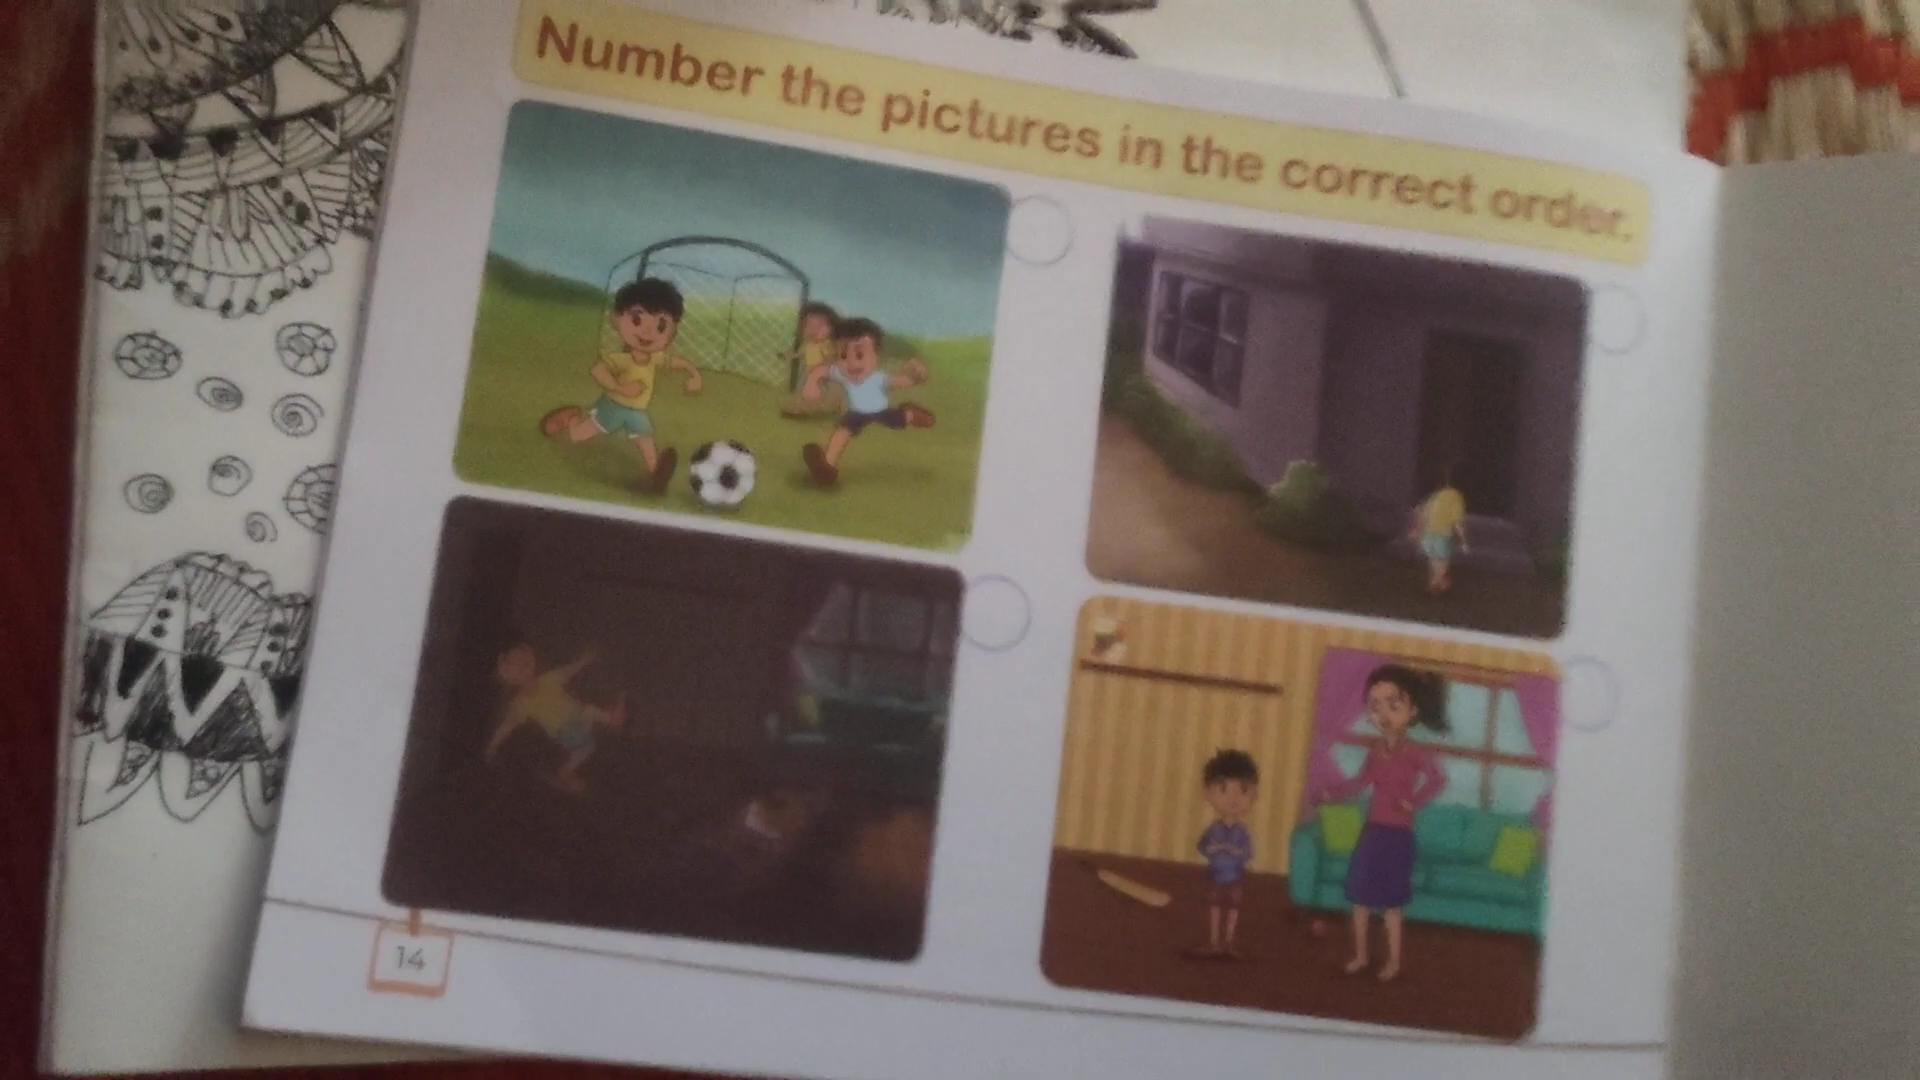 Number the pictures in the correct order.
14